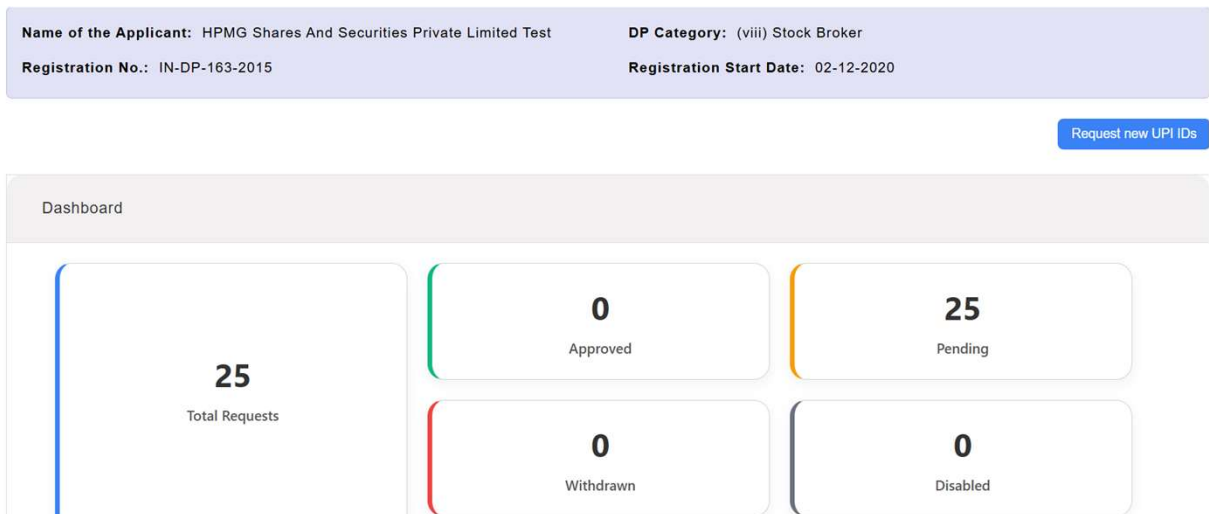 Name of the Applicant: HPMG Shares And Securities Private Limited Test
DP Category: (viii) Stock Broker
Registration No.: IN-DP-163-2015
Registration Start Date: 02-12-2020
Request new UPI IDs
Dashboard
25
Total Requests
0
Approved
25
Pending
0
Withdrawn
0
Disabled